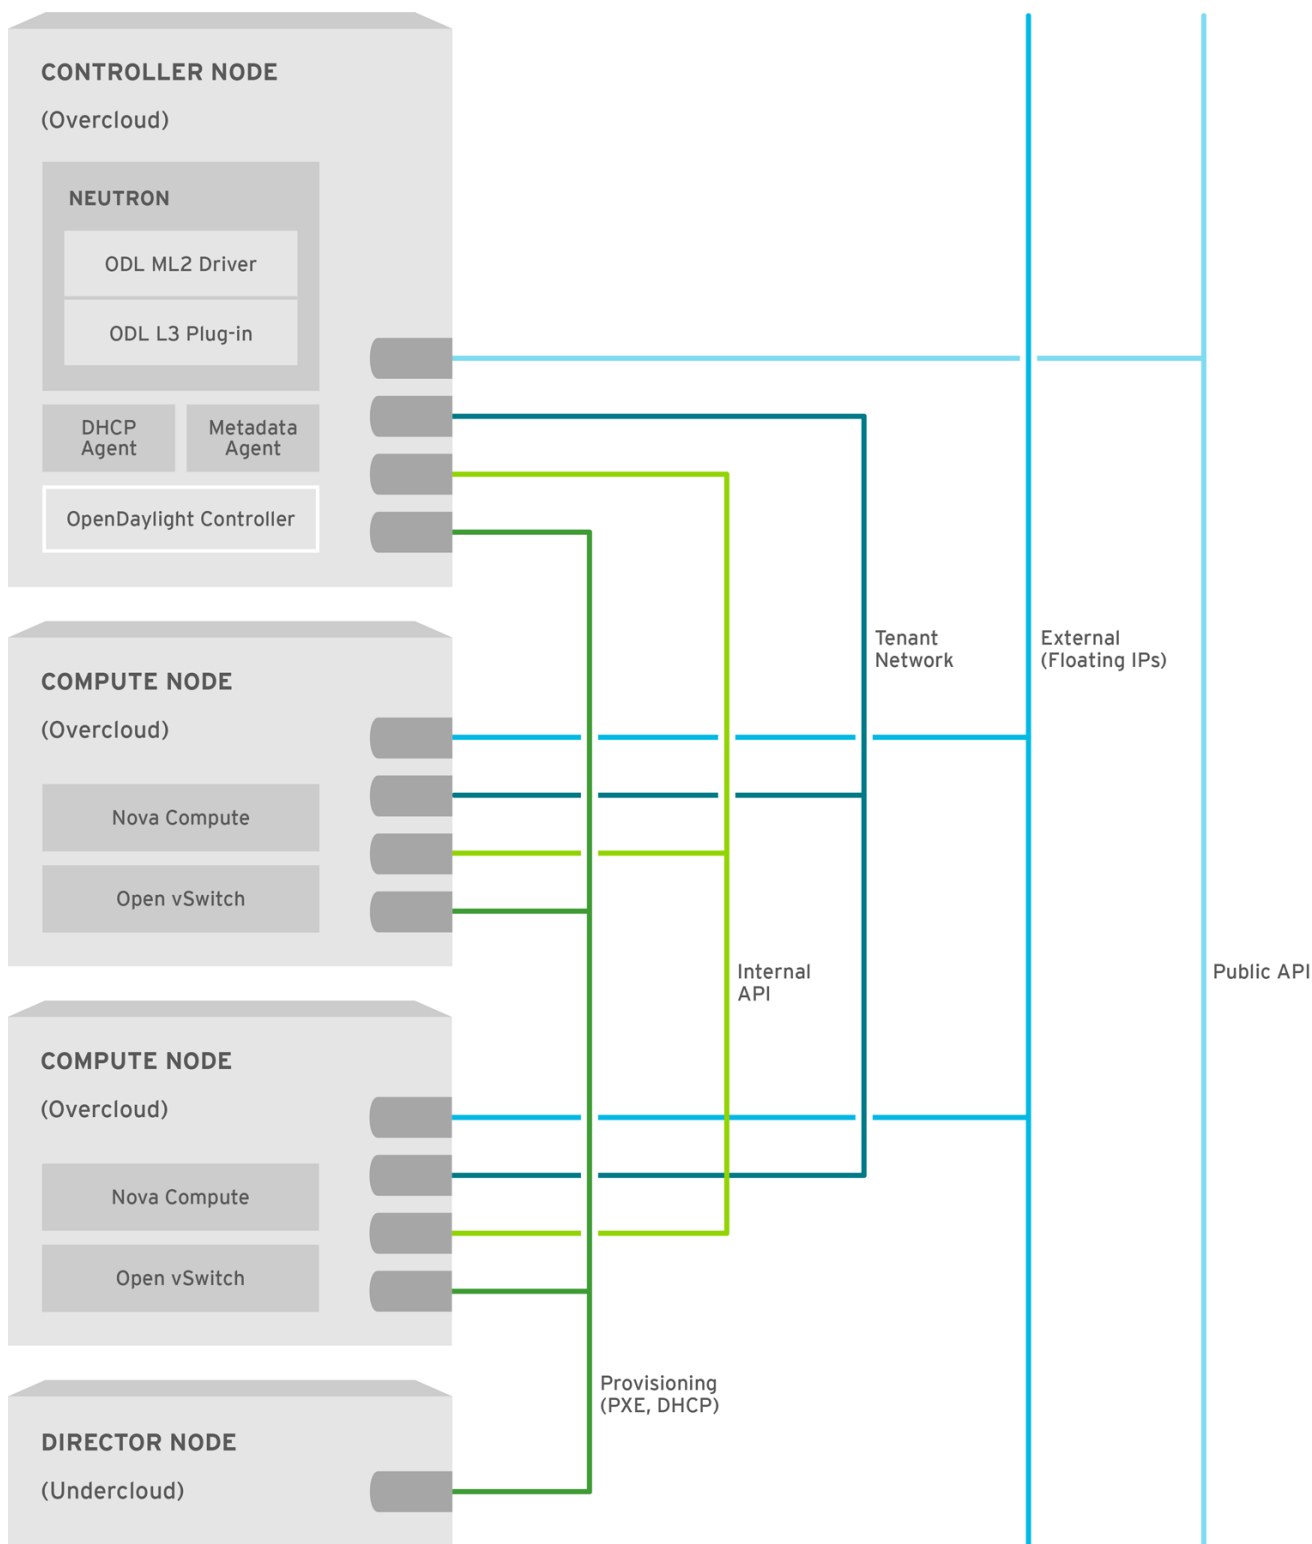 CONTROLLER NODE
(Overcloud)
NEUTRON
ODL ML2 Driver
ODL L3 Plug-in
DHCP
Agent
Metadata
Agent
OpenDaylight Controller
Tenant
Network
External
(Floating IPs)
COMPUTE NODE
(Overcloud)
Nova Compute
Open vSwitch
Internal
API
Public API
COMPUTE NODE
(Overcloud)
Nova Compute
Open vSwitch
Provisioning
(PXE, DHCP)
DIRECTOR NODE
(Undercloud)